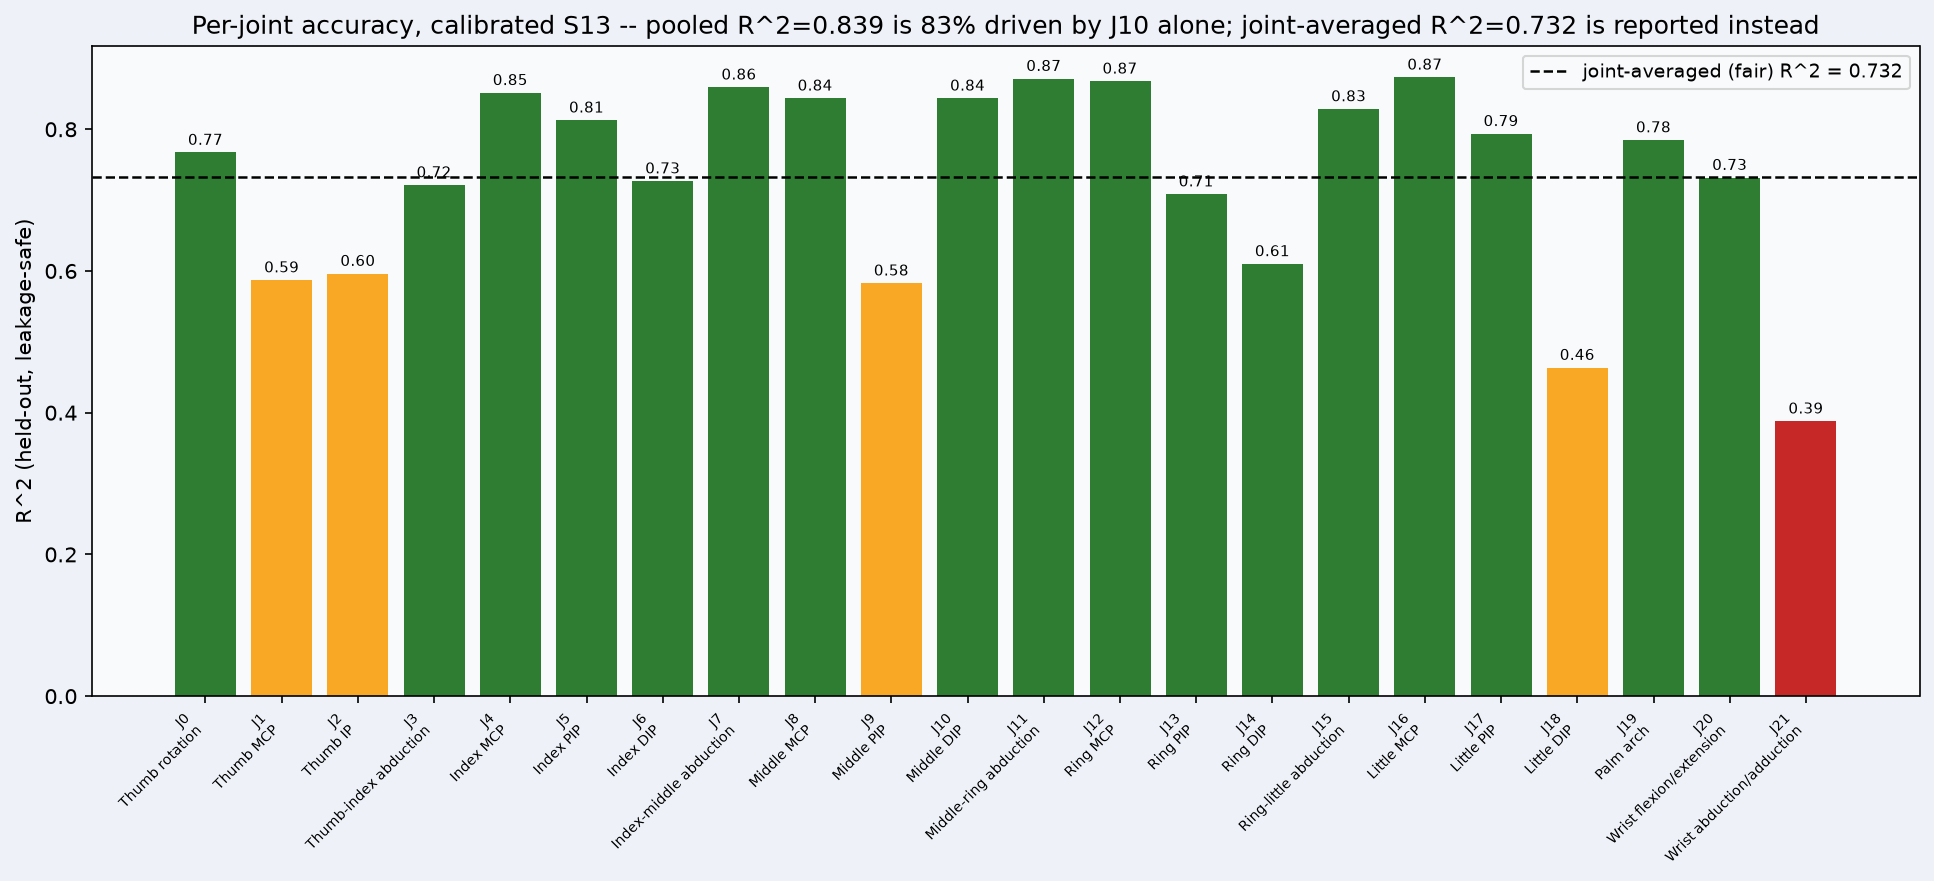 Per-joint accuracy, calibrated S13 -- pooled R^2=0.839 is 83% driven by J10 alone; joint-averaged R^2=0.732 is reported instead
joint-averaged (fair) R^2 = 0.732
R^2 (held-out, leakage-safe)
0.8
0.6
0.4
0.2
0.0
0.77
0.59
0.60
0.72
0.85
0.81
0.73
0.86
0.84
0.58
0.84
0.87
0.87
0.71
0.61
0.83
0.87
0.79
0.46
0.78
0.73
0.39
J0
Thumb rotation
J1
Thumb MCP
J2
Thumb IP
J3
Thumb-index abduction
J4
Index MCP
J5
Index PIP
J6
Index DIP
J7
Index-middle abduction
J8
Middle MCP
J9
Middle PIP
J10
Middle DIP
J11
Middle-ring abduction
J12
Ring MCP
J13
Ring PIP
J14
Ring DIP
J15
Ring-little abduction
J16
Little MCP
J17
Little PIP
J18
Little DIP
J19
Palm arch
J20
Wrist flexion/extension
J21
Wrist abduction/adduction